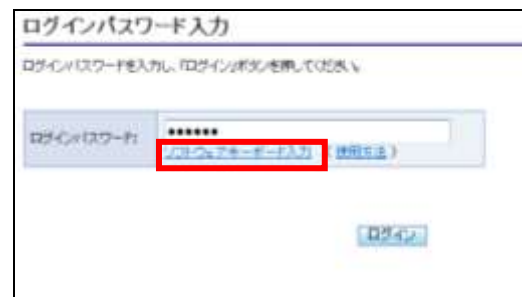 ログインパスワード入力
ログインパスワードを入力し、「ログイン」ボタンを押してください。
ログインパスワード:
●●●●●●
ソフトウェアキーボード入力 (使用方法)
ログイン